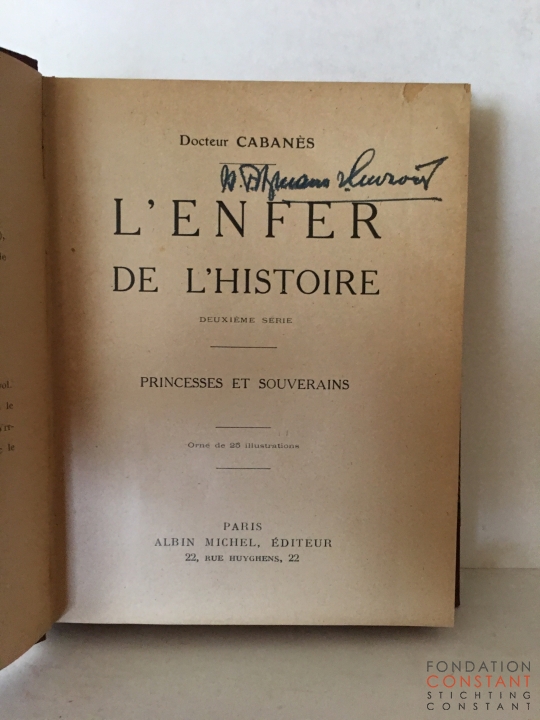 Docteur CABANÈS
L'ENFER
DE L'HISTOIRE
DEUXIÈME SÉRIE
PRINCESSES ET SOUVERAINS
Orné de 25 illustrations
PARIS
ALBIN MICHEL, ÉDITEUR
22, RUE HUYGHENS, 22
FONDATION
CONSTANT
STICHTING
CONSTANT